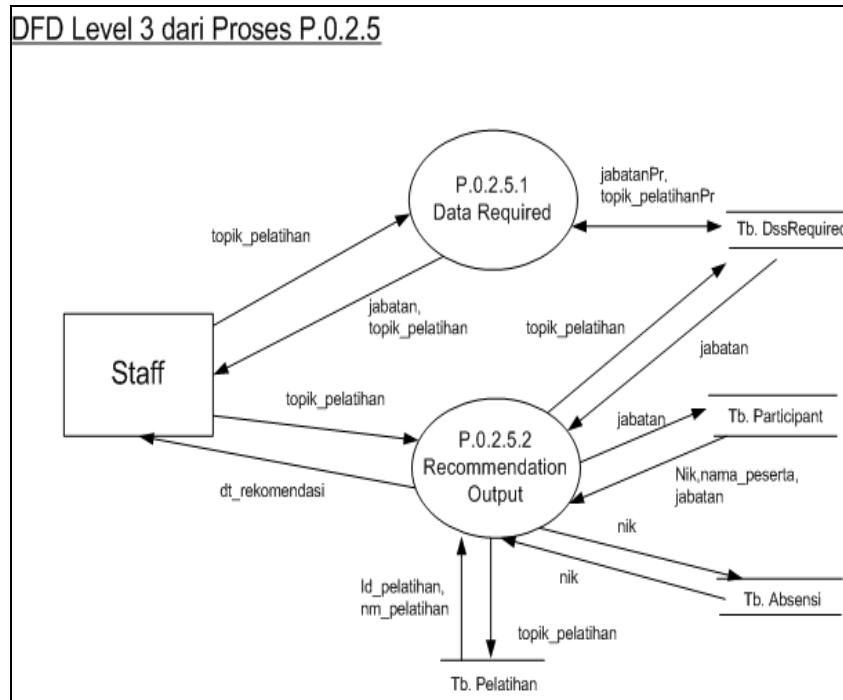 DFD Level 3 dari Proses P.0.2.5
P.0.2.5.1
Data Required
jabatanPr,
topik_pelatihanPr
Tb. DssRequired
topik_pelatihan
jabatan,
topik_pelatihan
topik_pelatihan
jabatan
Staff
topik_pelatihan
P.0.2.5.2
Recommendation
Output
jabatan
Tb. Participant
Nik,nama_peserta,
jabatan
dt_rekomendasi
nik
nik
Tb. Absensi
Id_pelatihan,
nm_pelatihan
topik_pelatihan
Tb. Pelatihan